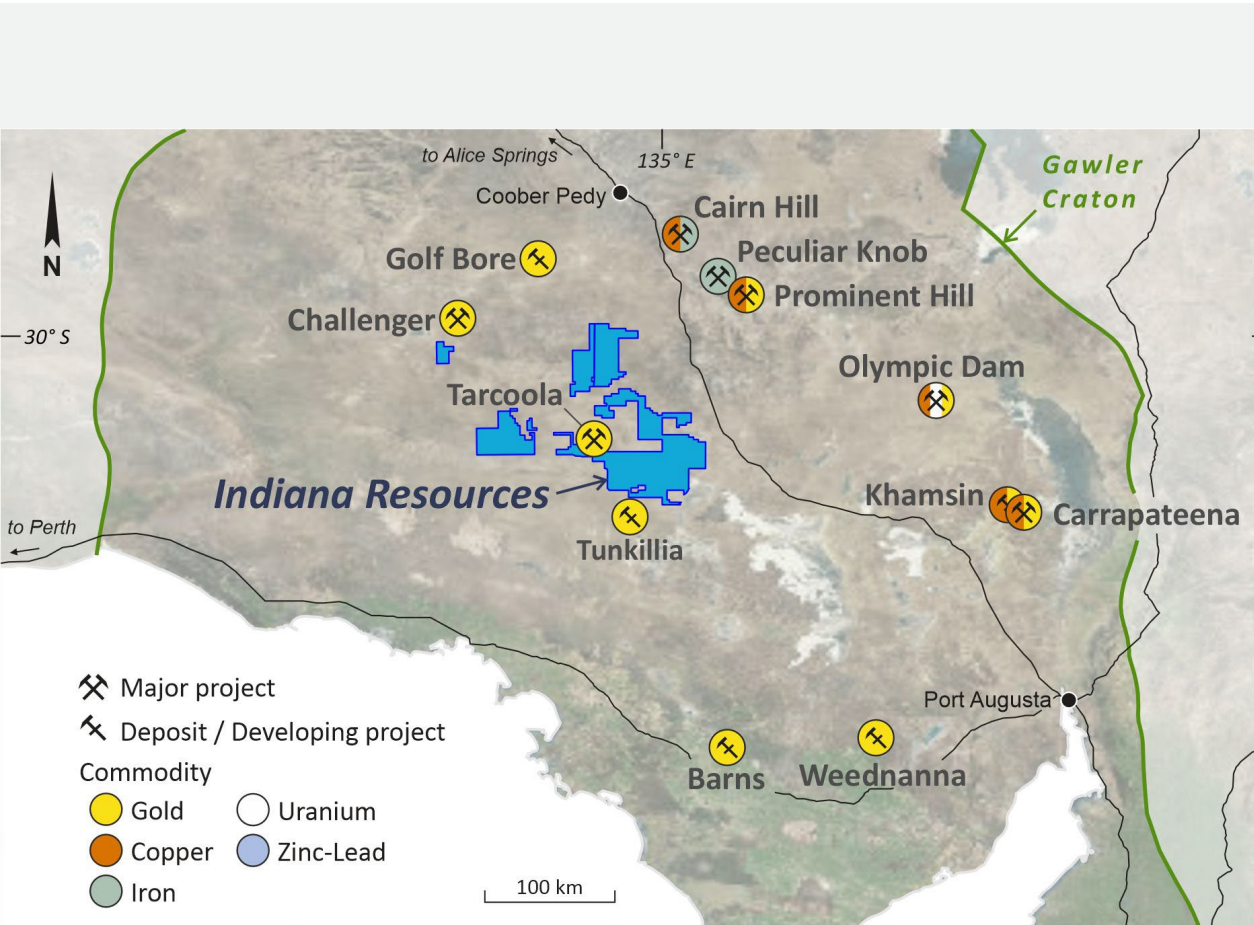 to Alice Springs
135° E
Gawler
Craton
Coober Pedy
Cairn Hill
N
Golf Bore
Peculiar Knob
Prominent Hill
Challenger
30° S
Olympic Dam
Tarcoola
Indiana Resources
Khamsin
Carrapateena
to Perth
Tunkillia
Major project
Port Augusta
Deposit / Developing project
Commodity
Barns
Weednanna
Gold
Uranium
Copper
Zinc-Lead
Iron
100 km